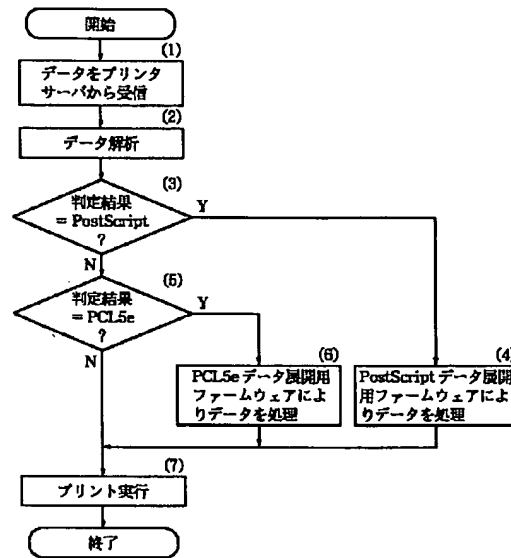 開始
(1)
データをプリンタ
サーバから受信
(2)
データ解析
(3)
判定結果
= PostScript
?
Y
N
(5)
判定結果
= PCL5e
?
Y
N
(6)
PCL5eデータ展開用
ファームウェアによ
りデータを処理
(4)
PostScriptデータ展開
用ファームウェアによ
りデータを処理
(7)
プリント実行
終了